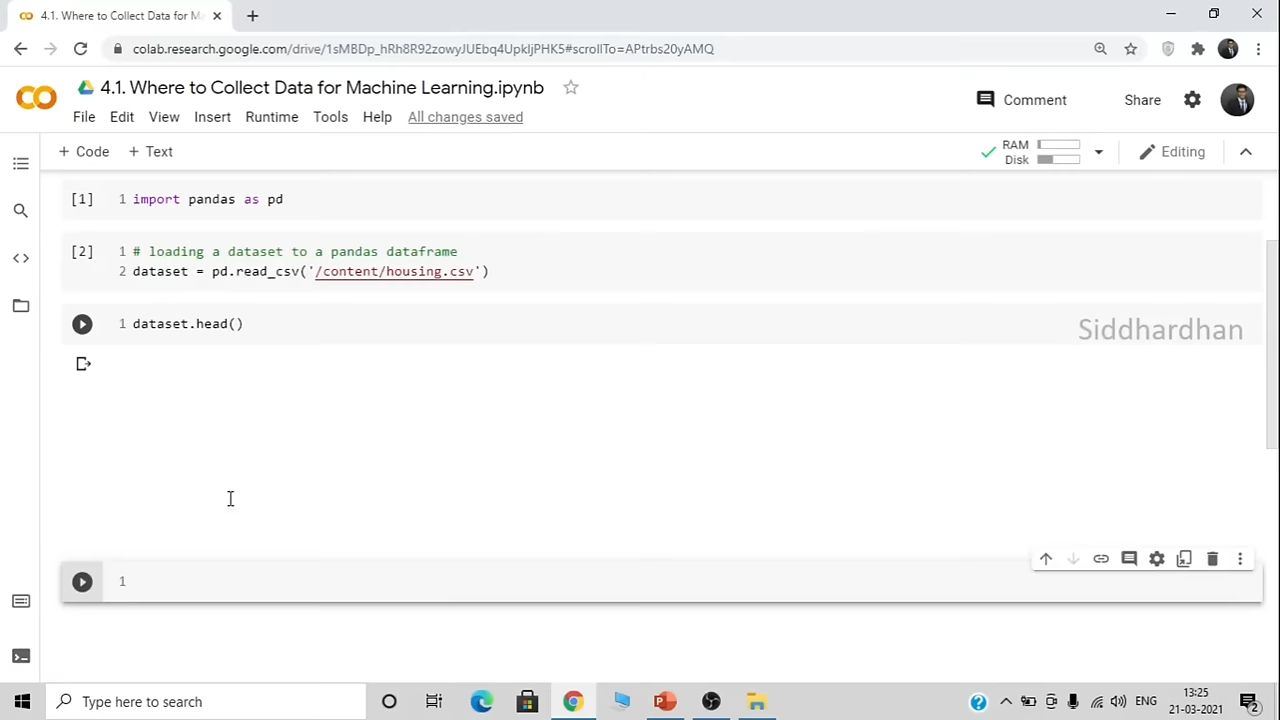 4.1. Where to Collect Data for Ma
colab.research.google.com/drive/1sMBDp_hRh8R92zowyJUEbq4UpkljPHK5#scrollTo=APtrbs20yAMQ
4.1. Where to Collect Data for Machine Learning.ipynb
Comment
Share
File Edit View Insert Runtime Tools Help All changes saved
+ Code + Text
RAM
Disk
Editing
[1] 1 import pandas as pd
[2] 1 # loading a dataset to a pandas dataframe
2 dataset = pd.read_csv('/content/housing.csv')
1 dataset.head()
Siddhardhan
1
Type here to search
ENG
13:25
21-03-2021
2